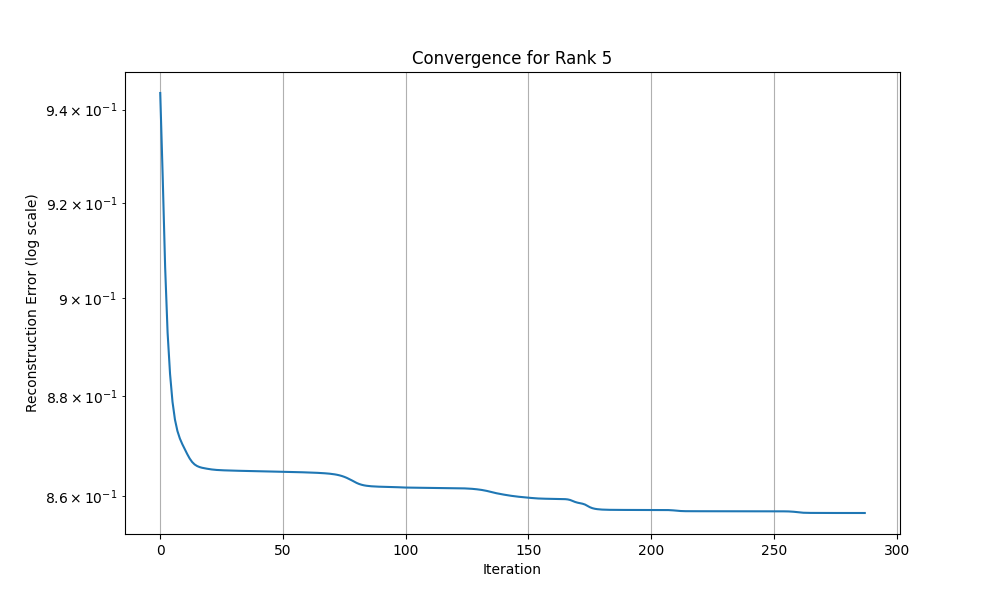 Convergence for Rank 5
Reconstruction Error (log scale)
9.4 × 10⁻¹
9.2 × 10⁻¹
9 × 10⁻¹
8.8 × 10⁻¹
8.6 × 10⁻¹
0 50 100 150 200 250 300
Iteration